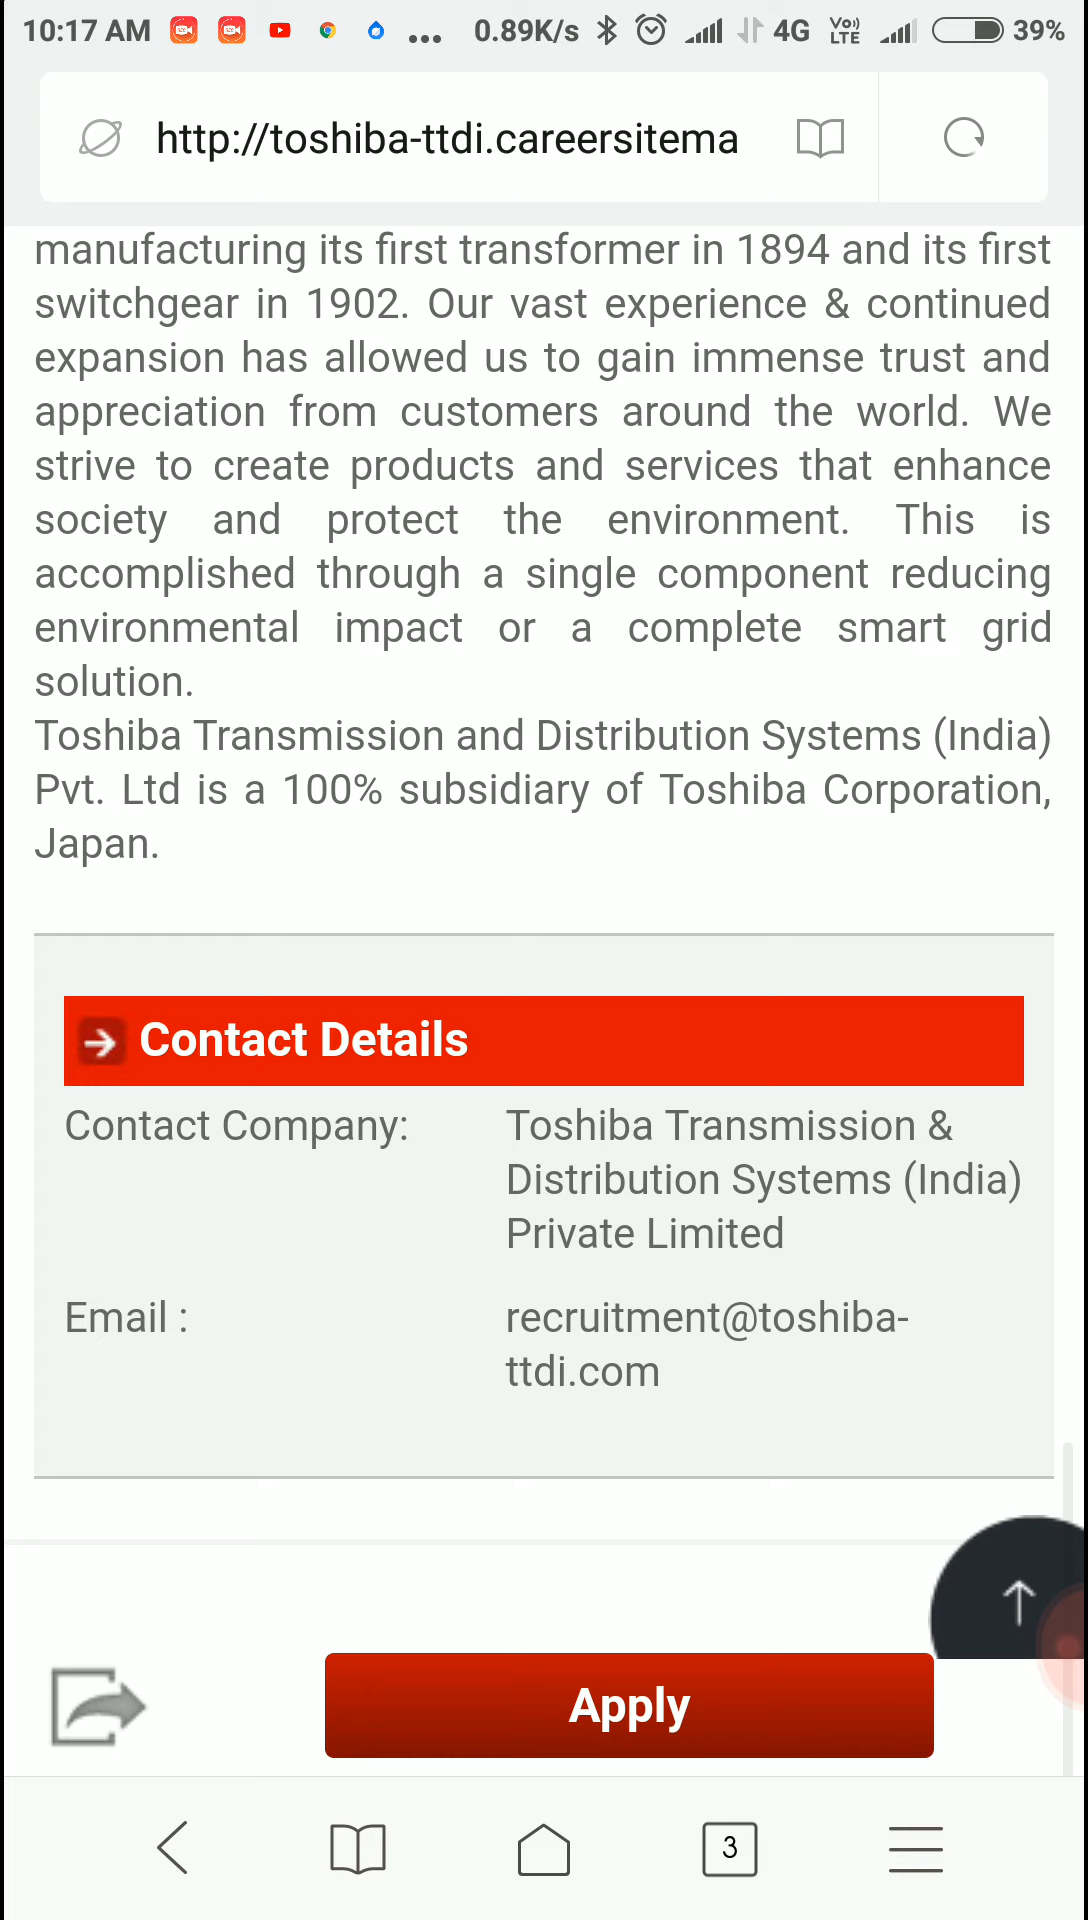 10:17 AM ... 0.89K/s 4G VoLTE 39%
http://toshiba-ttdi.careersitema
manufacturing its first transformer in 1894 and its first
switchgear in 1902. Our vast experience & continued
expansion has allowed us to gain immense trust and
appreciation from customers around the world. We
strive to create products and services that enhance
society and protect the environment. This is
accomplished through a single component reducing
environmental impact or a complete smart grid
solution.
Toshiba Transmission and Distribution Systems (India)
Pvt. Ltd is a 100% subsidiary of Toshiba Corporation,
Japan.
Contact Details
Contact Company: Toshiba Transmission &
Distribution Systems (India)
Private Limited
Email : recruitment@toshiba-
ttdi.com
Apply
3